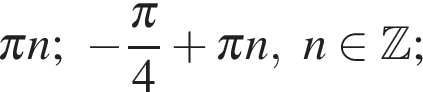 πn; −π/4 + πn, n ∈ ℤ;